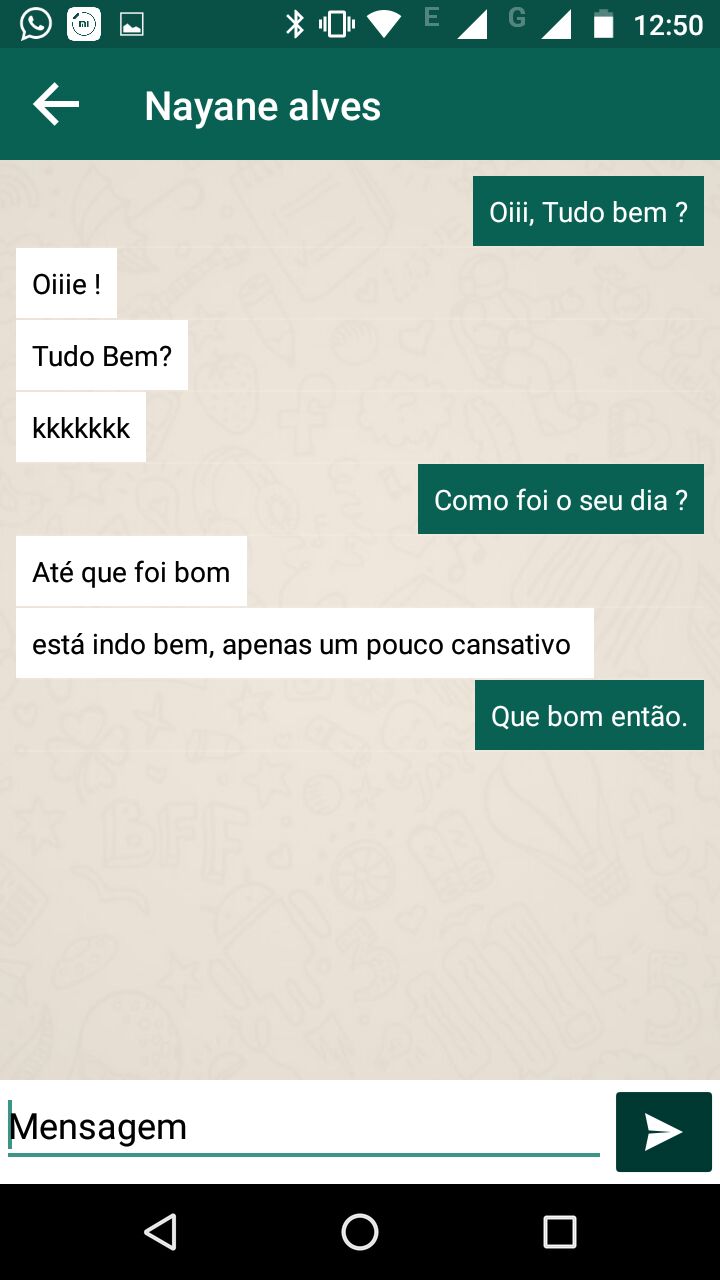 E G 12:50
Nayane alves
Oiii, Tudo bem ?
Oiiie !
Tudo Bem?
kkkkkkk
Como foi o seu dia ?
Até que foi bom
está indo bem, apenas um pouco cansativo
Que bom então.
BFF
Mensagem